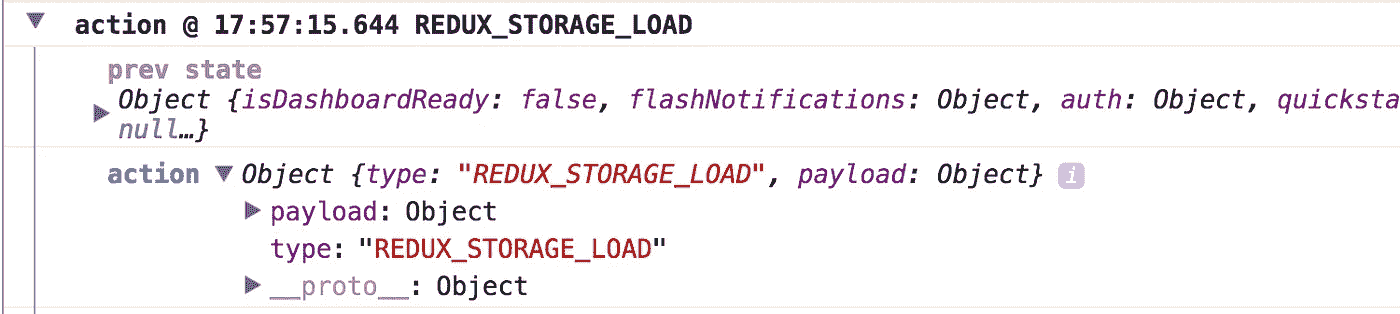 action @ 17:57:15.644 REDUX_STORAGE_LOAD
prev state
Object {isDashboardReady: false, flashNotifications: Object, auth: Object, quicksta
null…}
action Object {type: "REDUX_STORAGE_LOAD", payload: Object} i
payload: Object
type: "REDUX_STORAGE_LOAD"
__proto__: Object